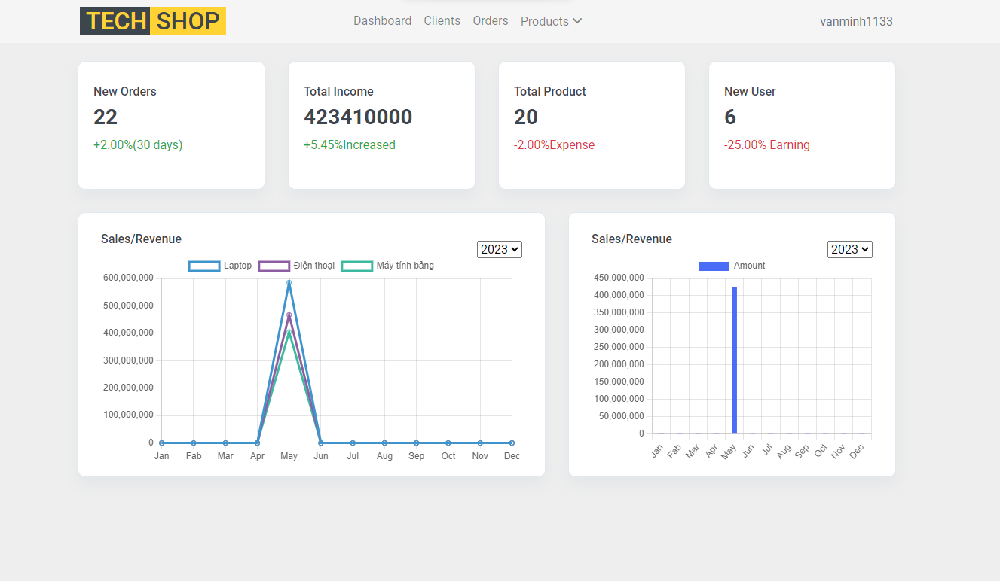 TECH SHOP Dashboard Clients Orders Products vanminh1133
New Orders
22
+2.00%(30 days)
Total Income
423410000
+5.45%Increased
Total Product
20
-2.00%Expense
New User
6
-25.00% Earning
Sales/Revenue
2023
Laptop Điện thoại Máy tính bảng
600,000,000
500,000,000
400,000,000
300,000,000
200,000,000
100,000,000
0
Jan Fab Mar Apr May Jun Jul Aug Sep Oct Nov Dec
Sales/Revenue
2023
Amount
450,000,000
400,000,000
350,000,000
300,000,000
250,000,000
200,000,000
150,000,000
100,000,000
50,000,000
0
Jan Fab Mar Apr May Jun Jul Aug Sep Oct Nov Dec